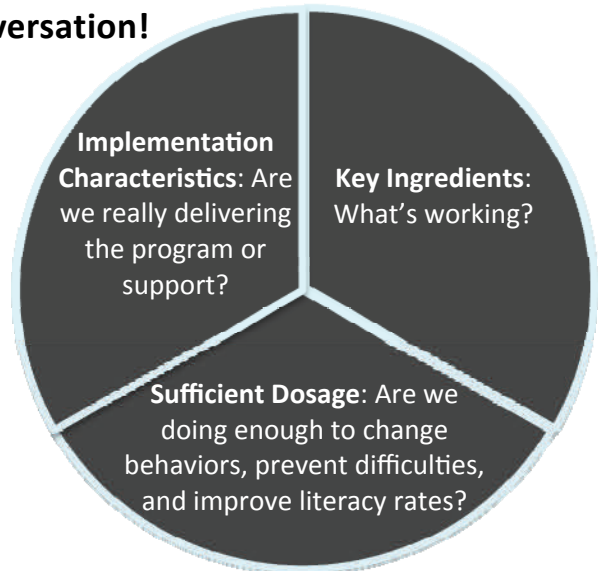 versation!
Implementation
Characteristics: Are
we really delivering
the program or
support?
Key Ingredients:
What's working?
Sufficient Dosage: Are we
doing enough to change
behaviors, prevent difficulties,
and improve literacy rates?